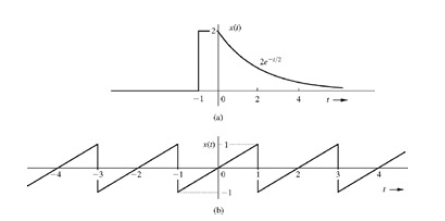 x(t)
2
2e^{-t/2}
-1 0 2 4 t
(a)
x(t) 1
-4 -3 -2 -1 0 1 2 3 4
-1 t
(b)